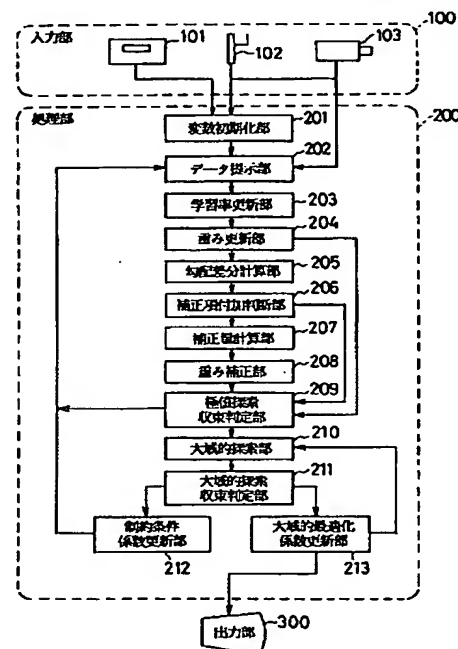 100
入力部
101
102
103
処理部
200
変数初期化部
201
データ提示部
202
学習率更新部
203
重み更新部
204
勾配差分計算部
205
補正項付加判断部
206
補正量計算部
207
重み補正部
208
極値探索
収束判定部
209
大域的探索部
210
大域的探索
収束判定部
211
制約条件
係数更新部
212
大域的最適化
係数更新部
213
出力部
300